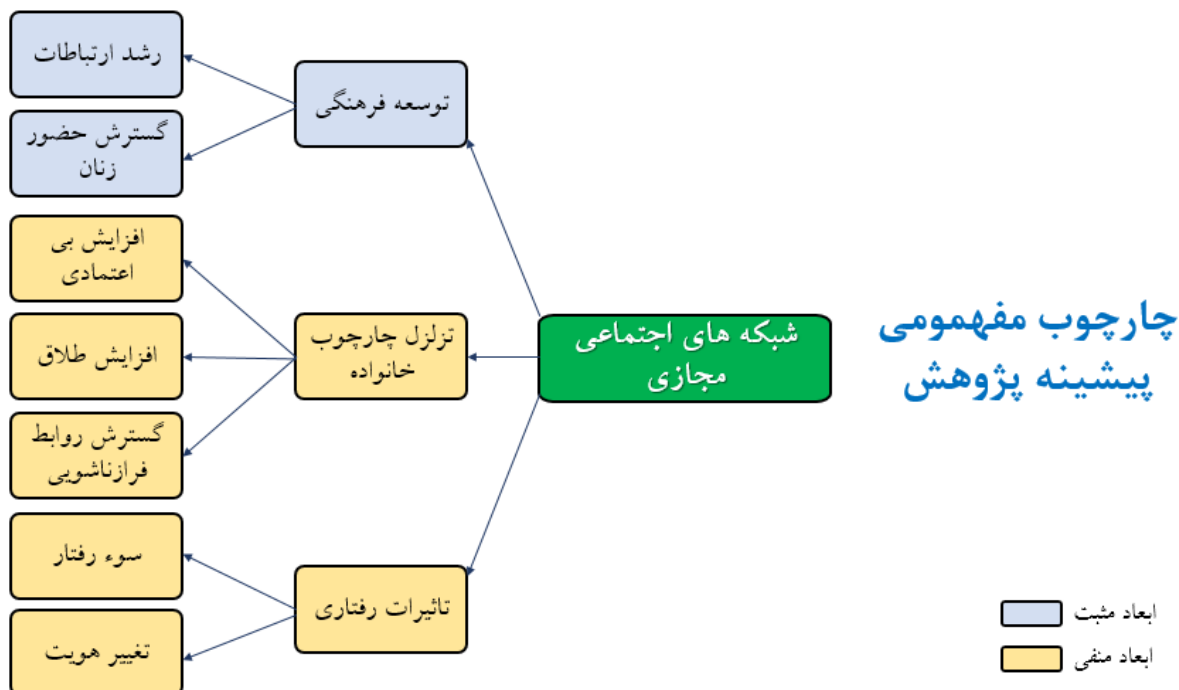 چارچوب مفهمومی
پیشینه پژوهش
شبکه های اجتماعی
مجازی
توسعه فرهنگی
رشد ارتباطات
گسترش حضور
زنان
تزلزل چارچوب
خانواده
افزایش بی
اعتمادی
افزایش طلاق
گسترش روابط
فرازناشویی
تاثیرات رفتاری
سوء رفتار
تغییر هویت
ابعاد مثبت
ابعاد منفی